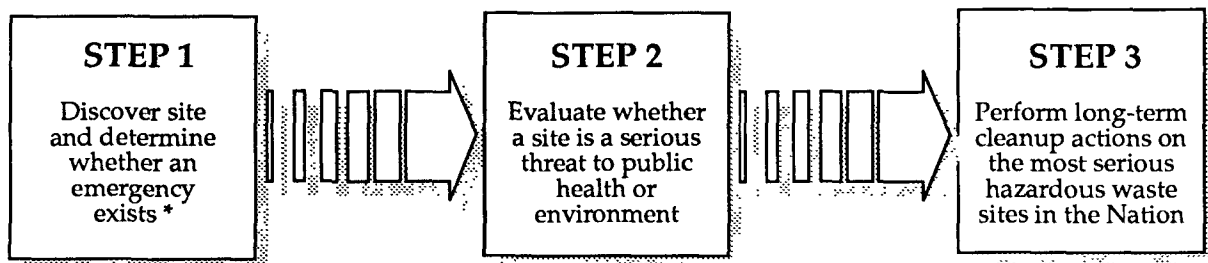 STEP 1
Discover site
and determine
whether an
emergency
exists *
STEP 2
Evaluate whether
a site is a serious
threat to public
health or
environment
STEP 3
Perform long-term
cleanup actions on
the most serious
hazardous waste
sites in the Nation